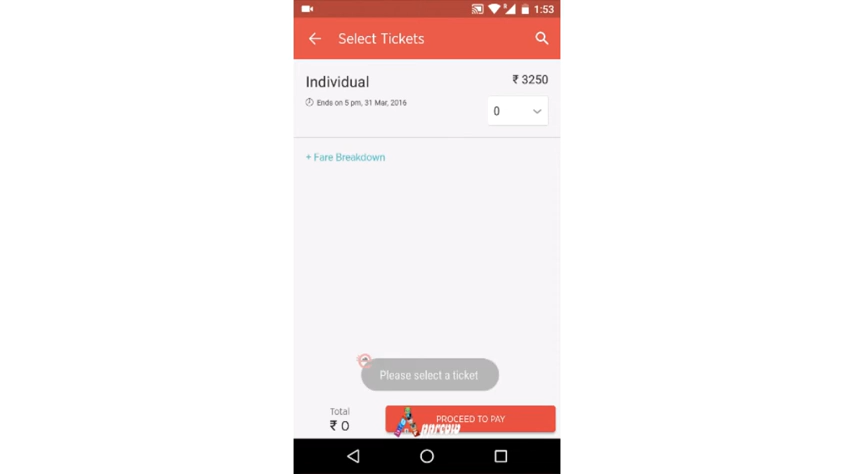 1:53
Select Tickets
Individual
₹ 3250
Ends on 5 pm, 31 Mar, 2016
0
+ Fare Breakdown
Please select a ticket
Total
₹ 0
PROCEED TO PAY